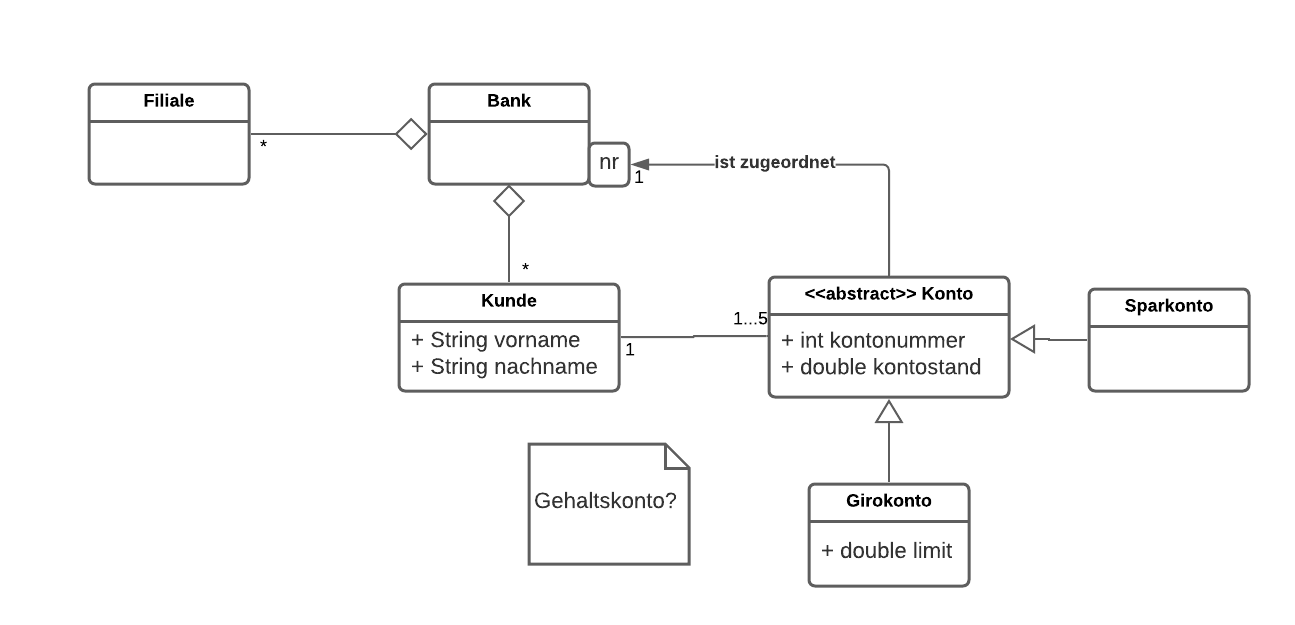 Filiale
Bank
*
nr
1
ist zugeordnet
*
Kunde
+ String vorname
+ String nachname
1
1...5
<<abstract>> Konto
+ int kontonummer
+ double kontostand
Sparkonto
Gehaltskonto?
Girokonto
+ double limit